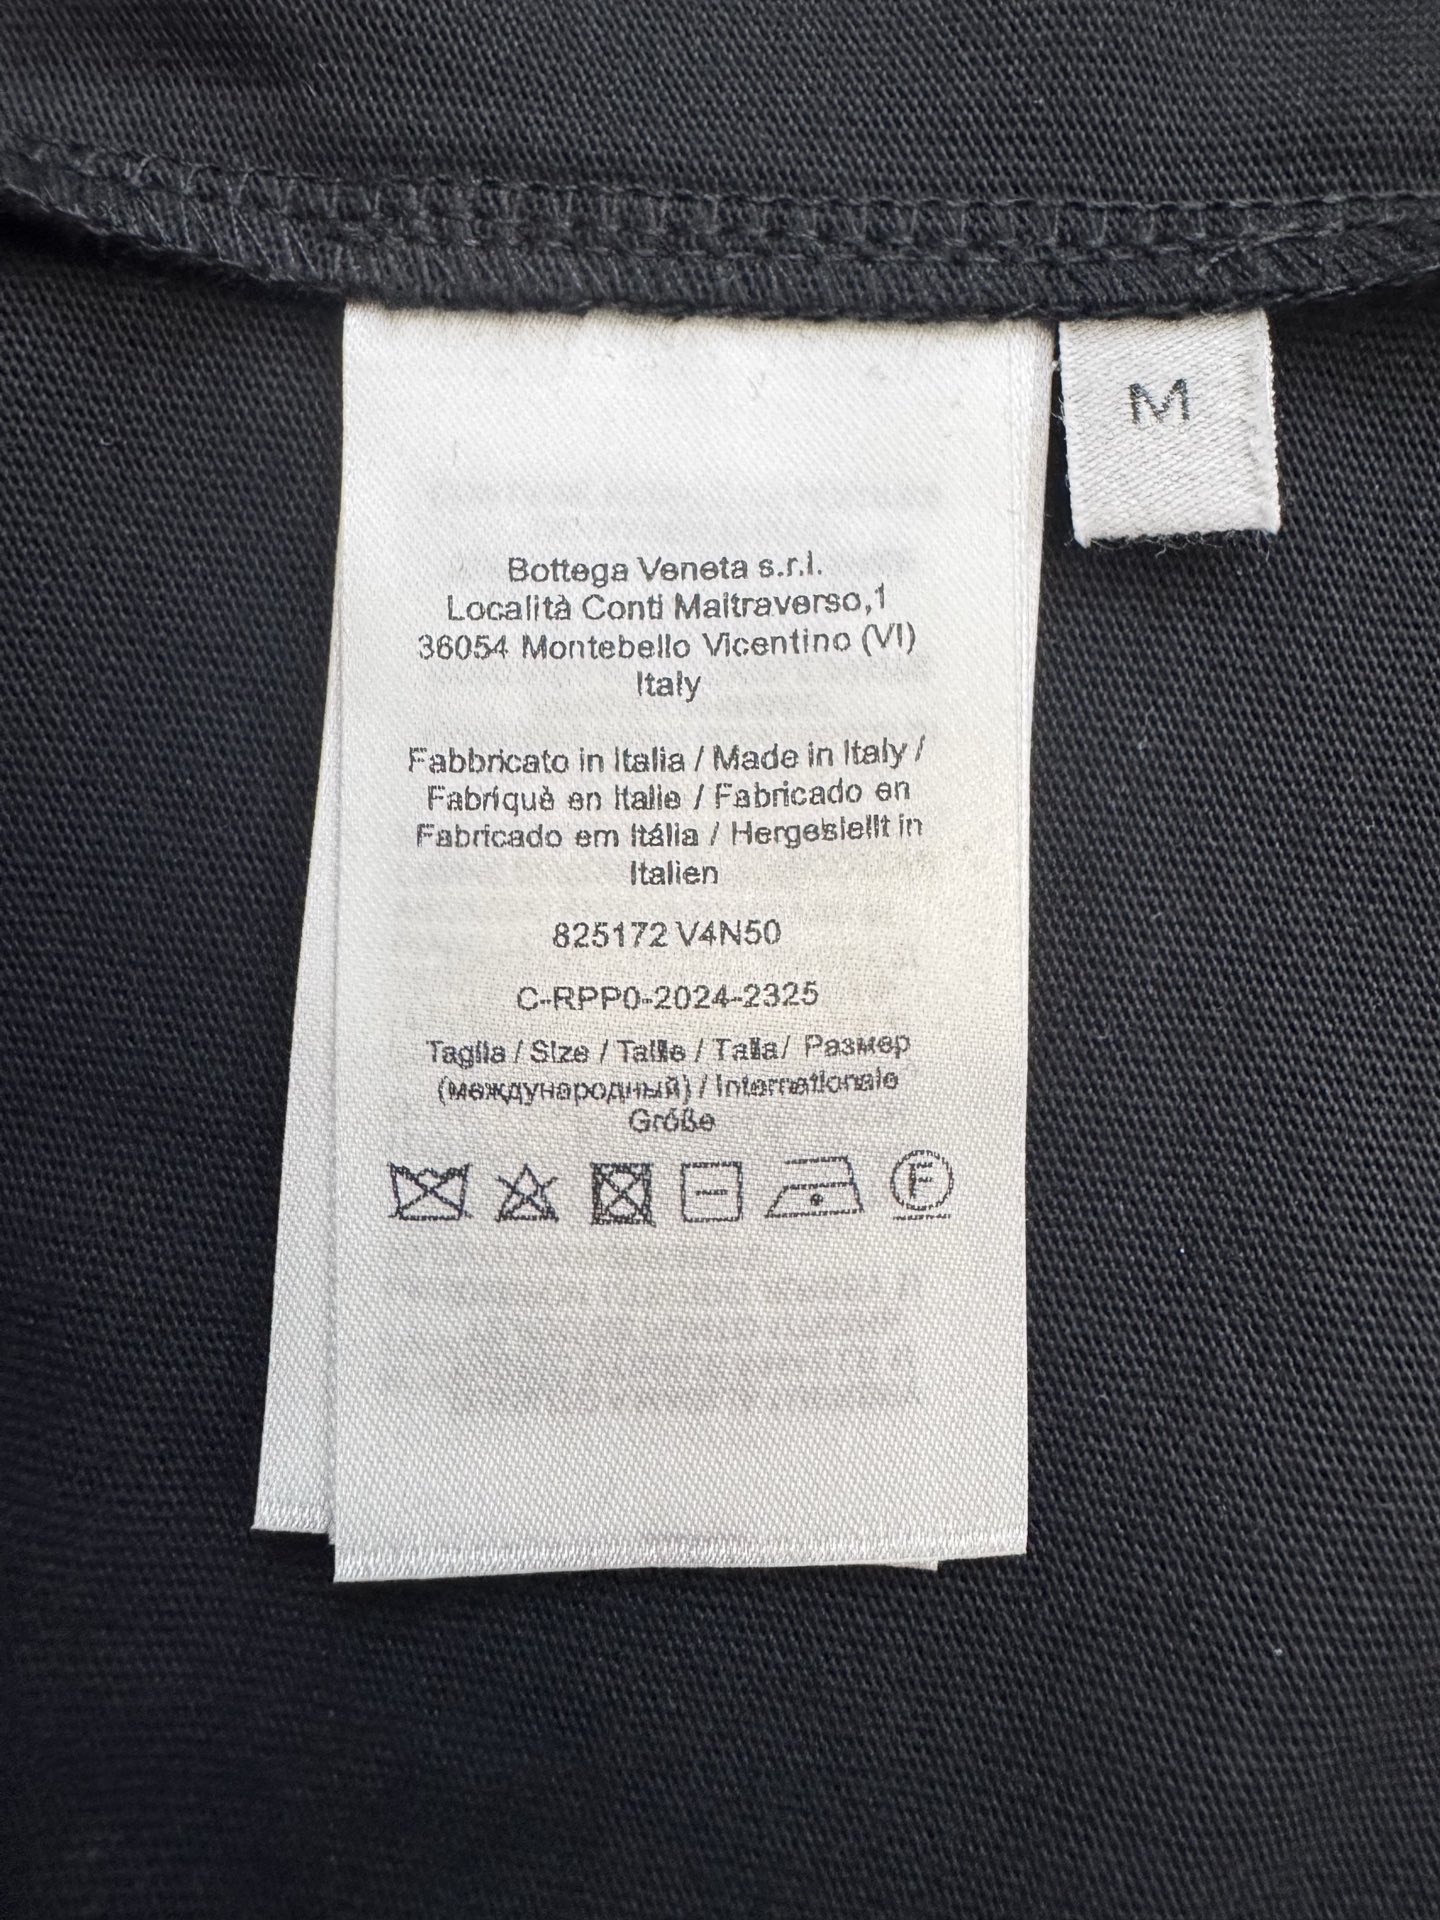 M
Bottega Veneta s.r.l.
Località Conti Maltraverso,1
36054 Montebello Vicentino (VI)
Italy
Fabbricato in Italia / Made in Italy /
Fabriquè en Italie / Fabricado en
Fabricado em Itália / Hergesielit in
Italien
825172 V4N50
C-RPP0-2024-2325
Taglia / Size / Taille / Talla/ Размер
(международный) / Internationale
Größe
F